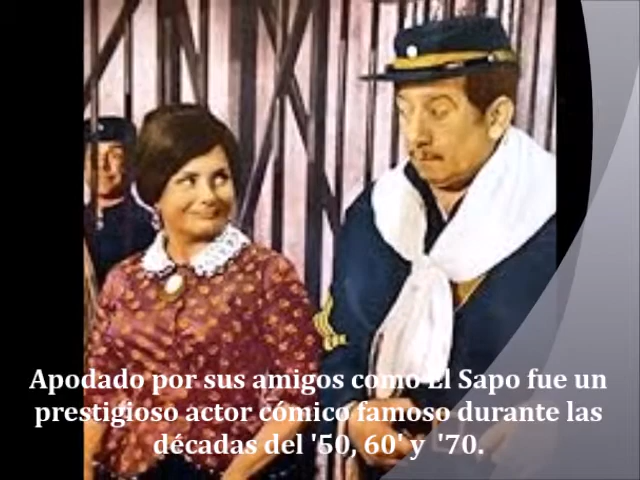 Apodado por sus amigos como El Sapo fue un
prestigioso actor cómico famoso durante las
décadas del '50, 60' y  '70.